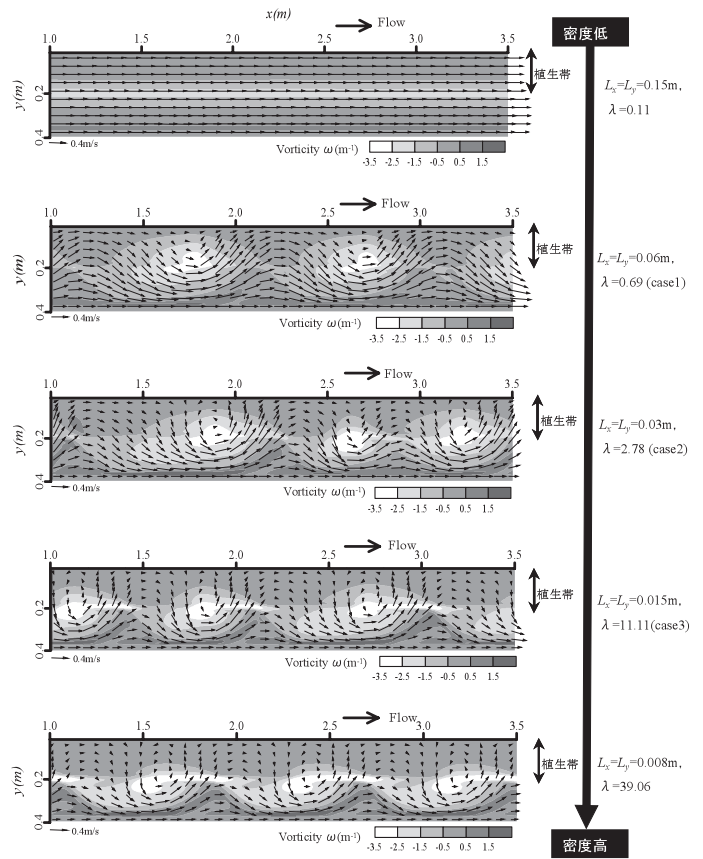 x(m)
Flow
1.0 1.5 2.0 2.5 3.0 3.5
密度低
植生帯
y(m)
0.2
0.4
0.4m/s
Vorticity ω(m⁻¹)
-3.5 -2.5 -1.5 -0.5 0.5 1.5
Lx=Ly=0.15m,
λ=0.11
Flow
1.0 1.5 2.0 2.5 3.0 3.5
植生帯
y(m)
0.2
0.4
0.4m/s
Vorticity ω(m⁻¹)
-3.5 -2.5 -1.5 -0.5 0.5 1.5
Lx=Ly=0.06m,
λ=0.69 (case1)
Flow
1.0 1.5 2.0 2.5 3.0 3.5
植生帯
y(m)
0.2
0.4
0.4m/s
Vorticity ω(m⁻¹)
-3.5 -2.5 -1.5 -0.5 0.5 1.5
Lx=Ly=0.03m,
λ=2.78 (case2)
Flow
1.0 1.5 2.0 2.5 3.0 3.5
植生帯
y(m)
0.2
0.4
0.4m/s
Vorticity ω(m⁻¹)
-3.5 -2.5 -1.5 -0.5 0.5 1.5
Lx=Ly=0.015m,
λ=11.11(case3)
Flow
1.0 1.5 2.0 2.5 3.0 3.5
植生帯
y(m)
0.2
0.4
0.4m/s
Vorticity ω(m⁻¹)
-3.5 -2.5 -1.5 -0.5 0.5 1.5
Lx=Ly=0.008m,
λ=39.06
密度高